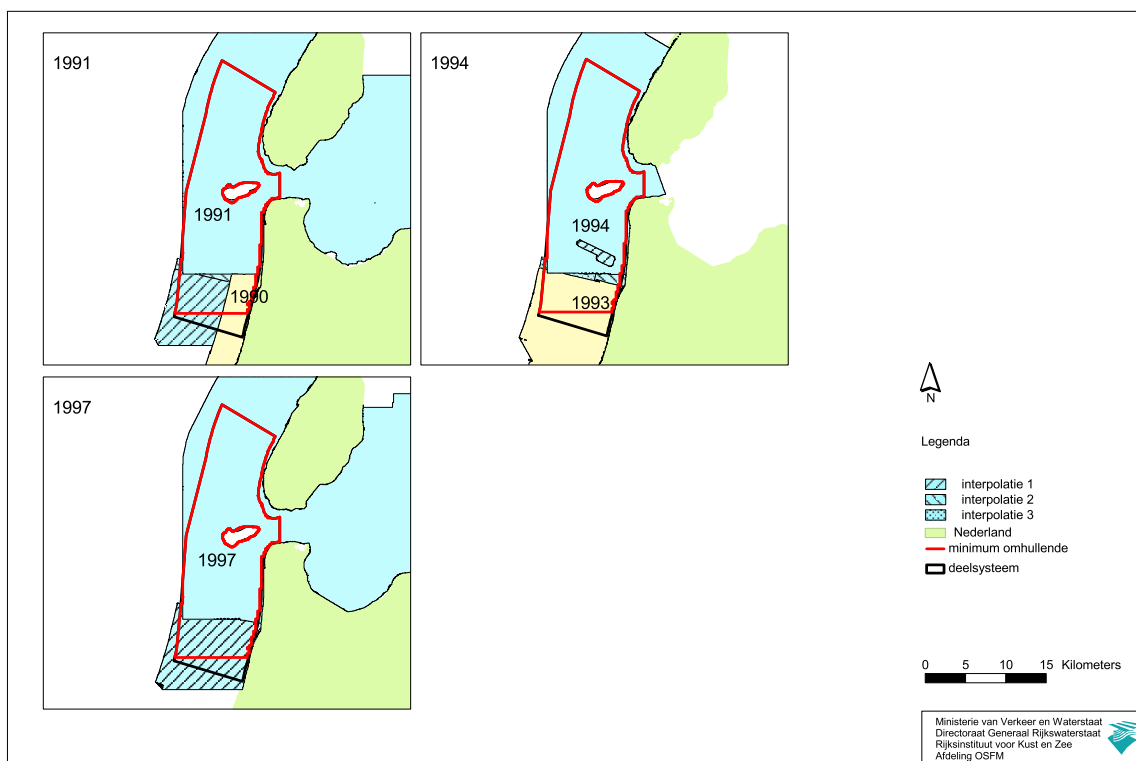 1991
1991
1990
1994
1994
1993
1997
1997
N
Legenda
interpolatie 1
interpolatie 2
interpolatie 3
Nederland
minimum omhullende
deelsysteem
0 5 10 15 Kilometers
Ministerie van Verkeer en Waterstaat
Directoraat Generaal Rijkswaterstaat
Rijksinstituut voor Kust en Zee
Afdeling OSFM